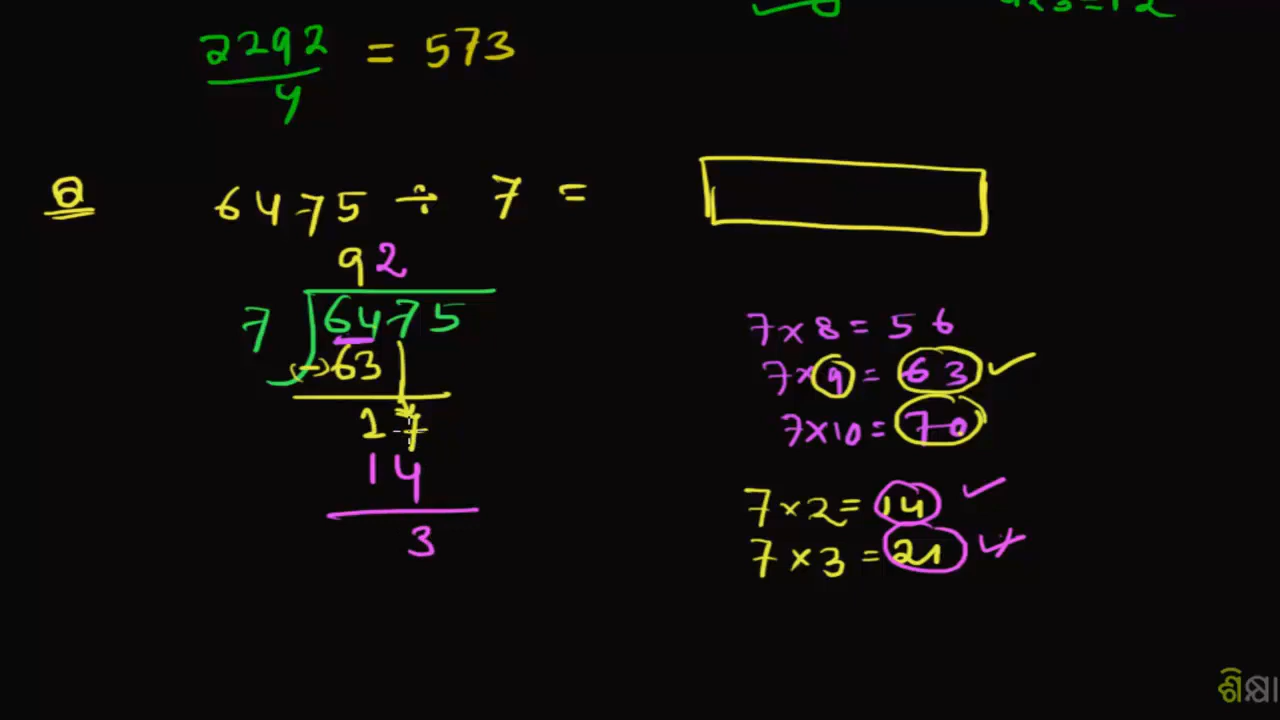 2292 / 4 = 573
Q 6475 ÷ 7 =
92
7 6475
(-) 63
17
14
3
7 × 8 = 56
7 × 9 = 63 ✓
7 × 10 = 70
7 × 2 = 14 ✓
7 × 3 = 21
ଶିକ୍ଷା